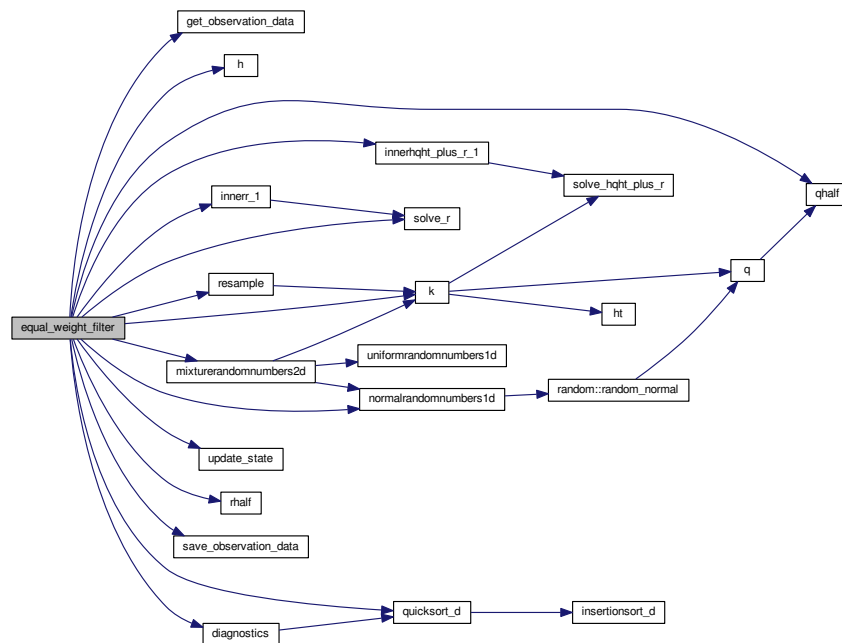 get_observation_data
h
innerhqht_plus_r_1
solve_hqht_plus_r
qhalf
innerr_1
solve_r
q
resample
k
ht
equal_weight_filter
uniformrandomnumbers1d
mixturerandomnumbers2d
random::random_normal
normalrandomnumbers1d
update_state
rhalf
save_observation_data
quicksort_d
insertionsort_d
diagnostics